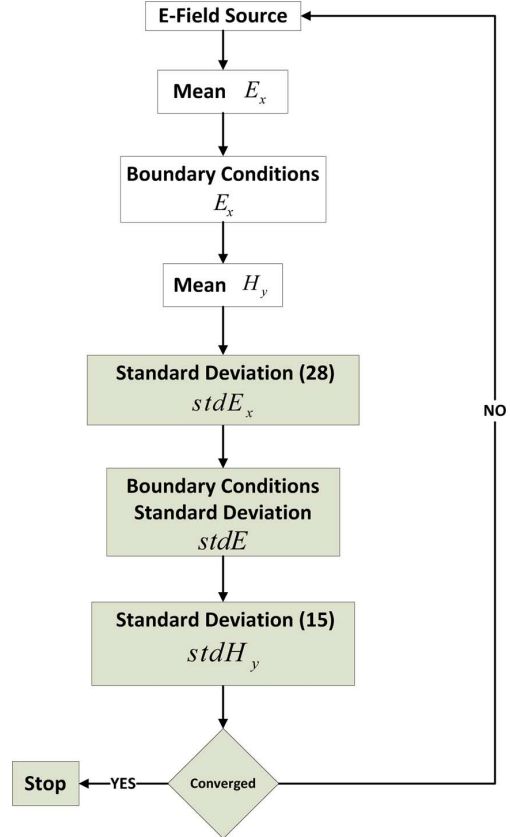 E-Field Source
Mean E_x
Boundary Conditions
E_x
Mean H_y
Standard Deviation (28)
stdE_x
NO
Boundary Conditions
Standard Deviation
stdE
Standard Deviation (15)
stdH_y
Stop
YES
Converged